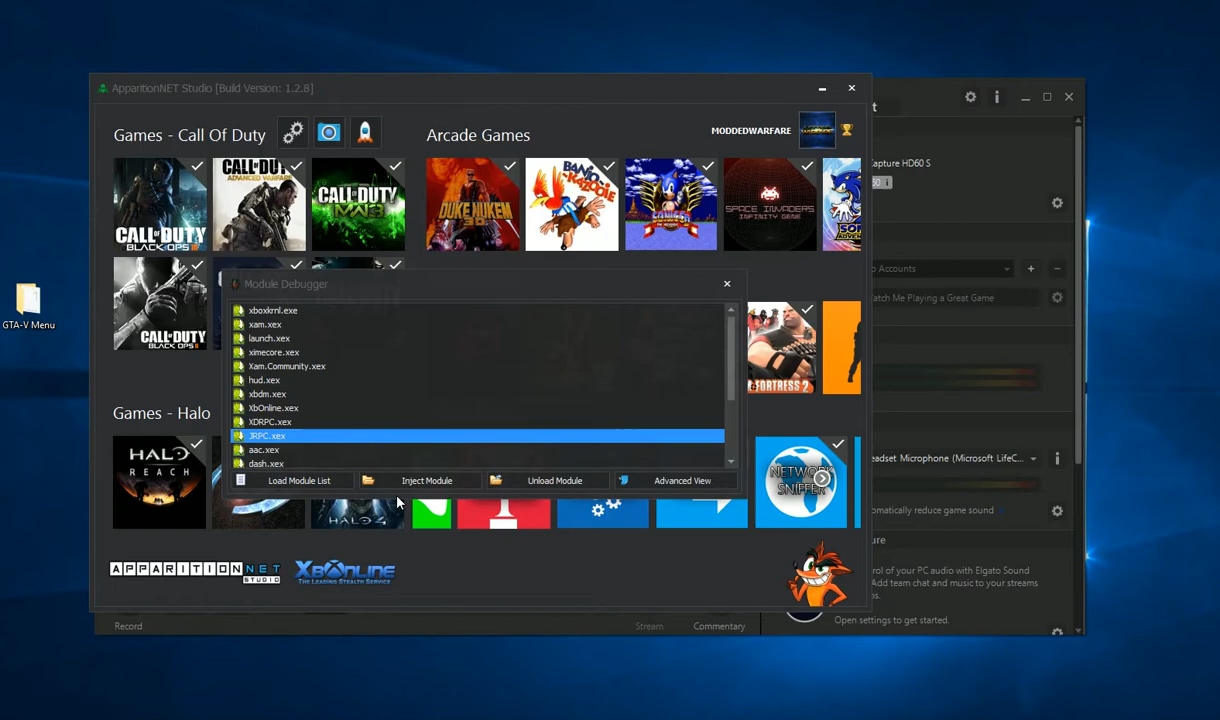 GTA-V Menu
ApparitionNET Studio [Build Version: 1.2.8]
Games - Call Of Duty
Arcade Games
MODDEDWARFARE
CALL OF DUTY
BLACK OPS III
CALL OF DUTY
ADVANCED WARFARE
CALL OF DUTY
MW3
DUKE NUKEM
3D
BANJO
KAZOOIE
SPACE INVADERS
INFINITY GENE
CALL OF DUTY
BLACK OPS II
FORTRESS 2
Module Debugger
xboxkrnl.exe
xam.xex
launch.xex
ximecore.xex
Xam.Community.xex
hud.xex
xbdm.xex
XbOnline.xex
XDRPC.xex
JRPC.xex
aac.xex
dash.xex
Load Module List
Inject Module
Unload Module
Advanced View
Games - Halo
HALO
REACH
HALO 4
NETWORK
SNIFFER
APPARITIONNET
STUDIO
XBONLINE
THE LEADING STEALTH SERVICE
t
apture HD60 S
60
o Accounts
atch Me Playing a Great Game
eadset Microphone (Microsoft LifeC...
omatically reduce game sound
ure
rol of your PC audio with Elgato Sound
Add team chat and music to your streams
s.
Open settings to get started.
Record
Stream
Commentary